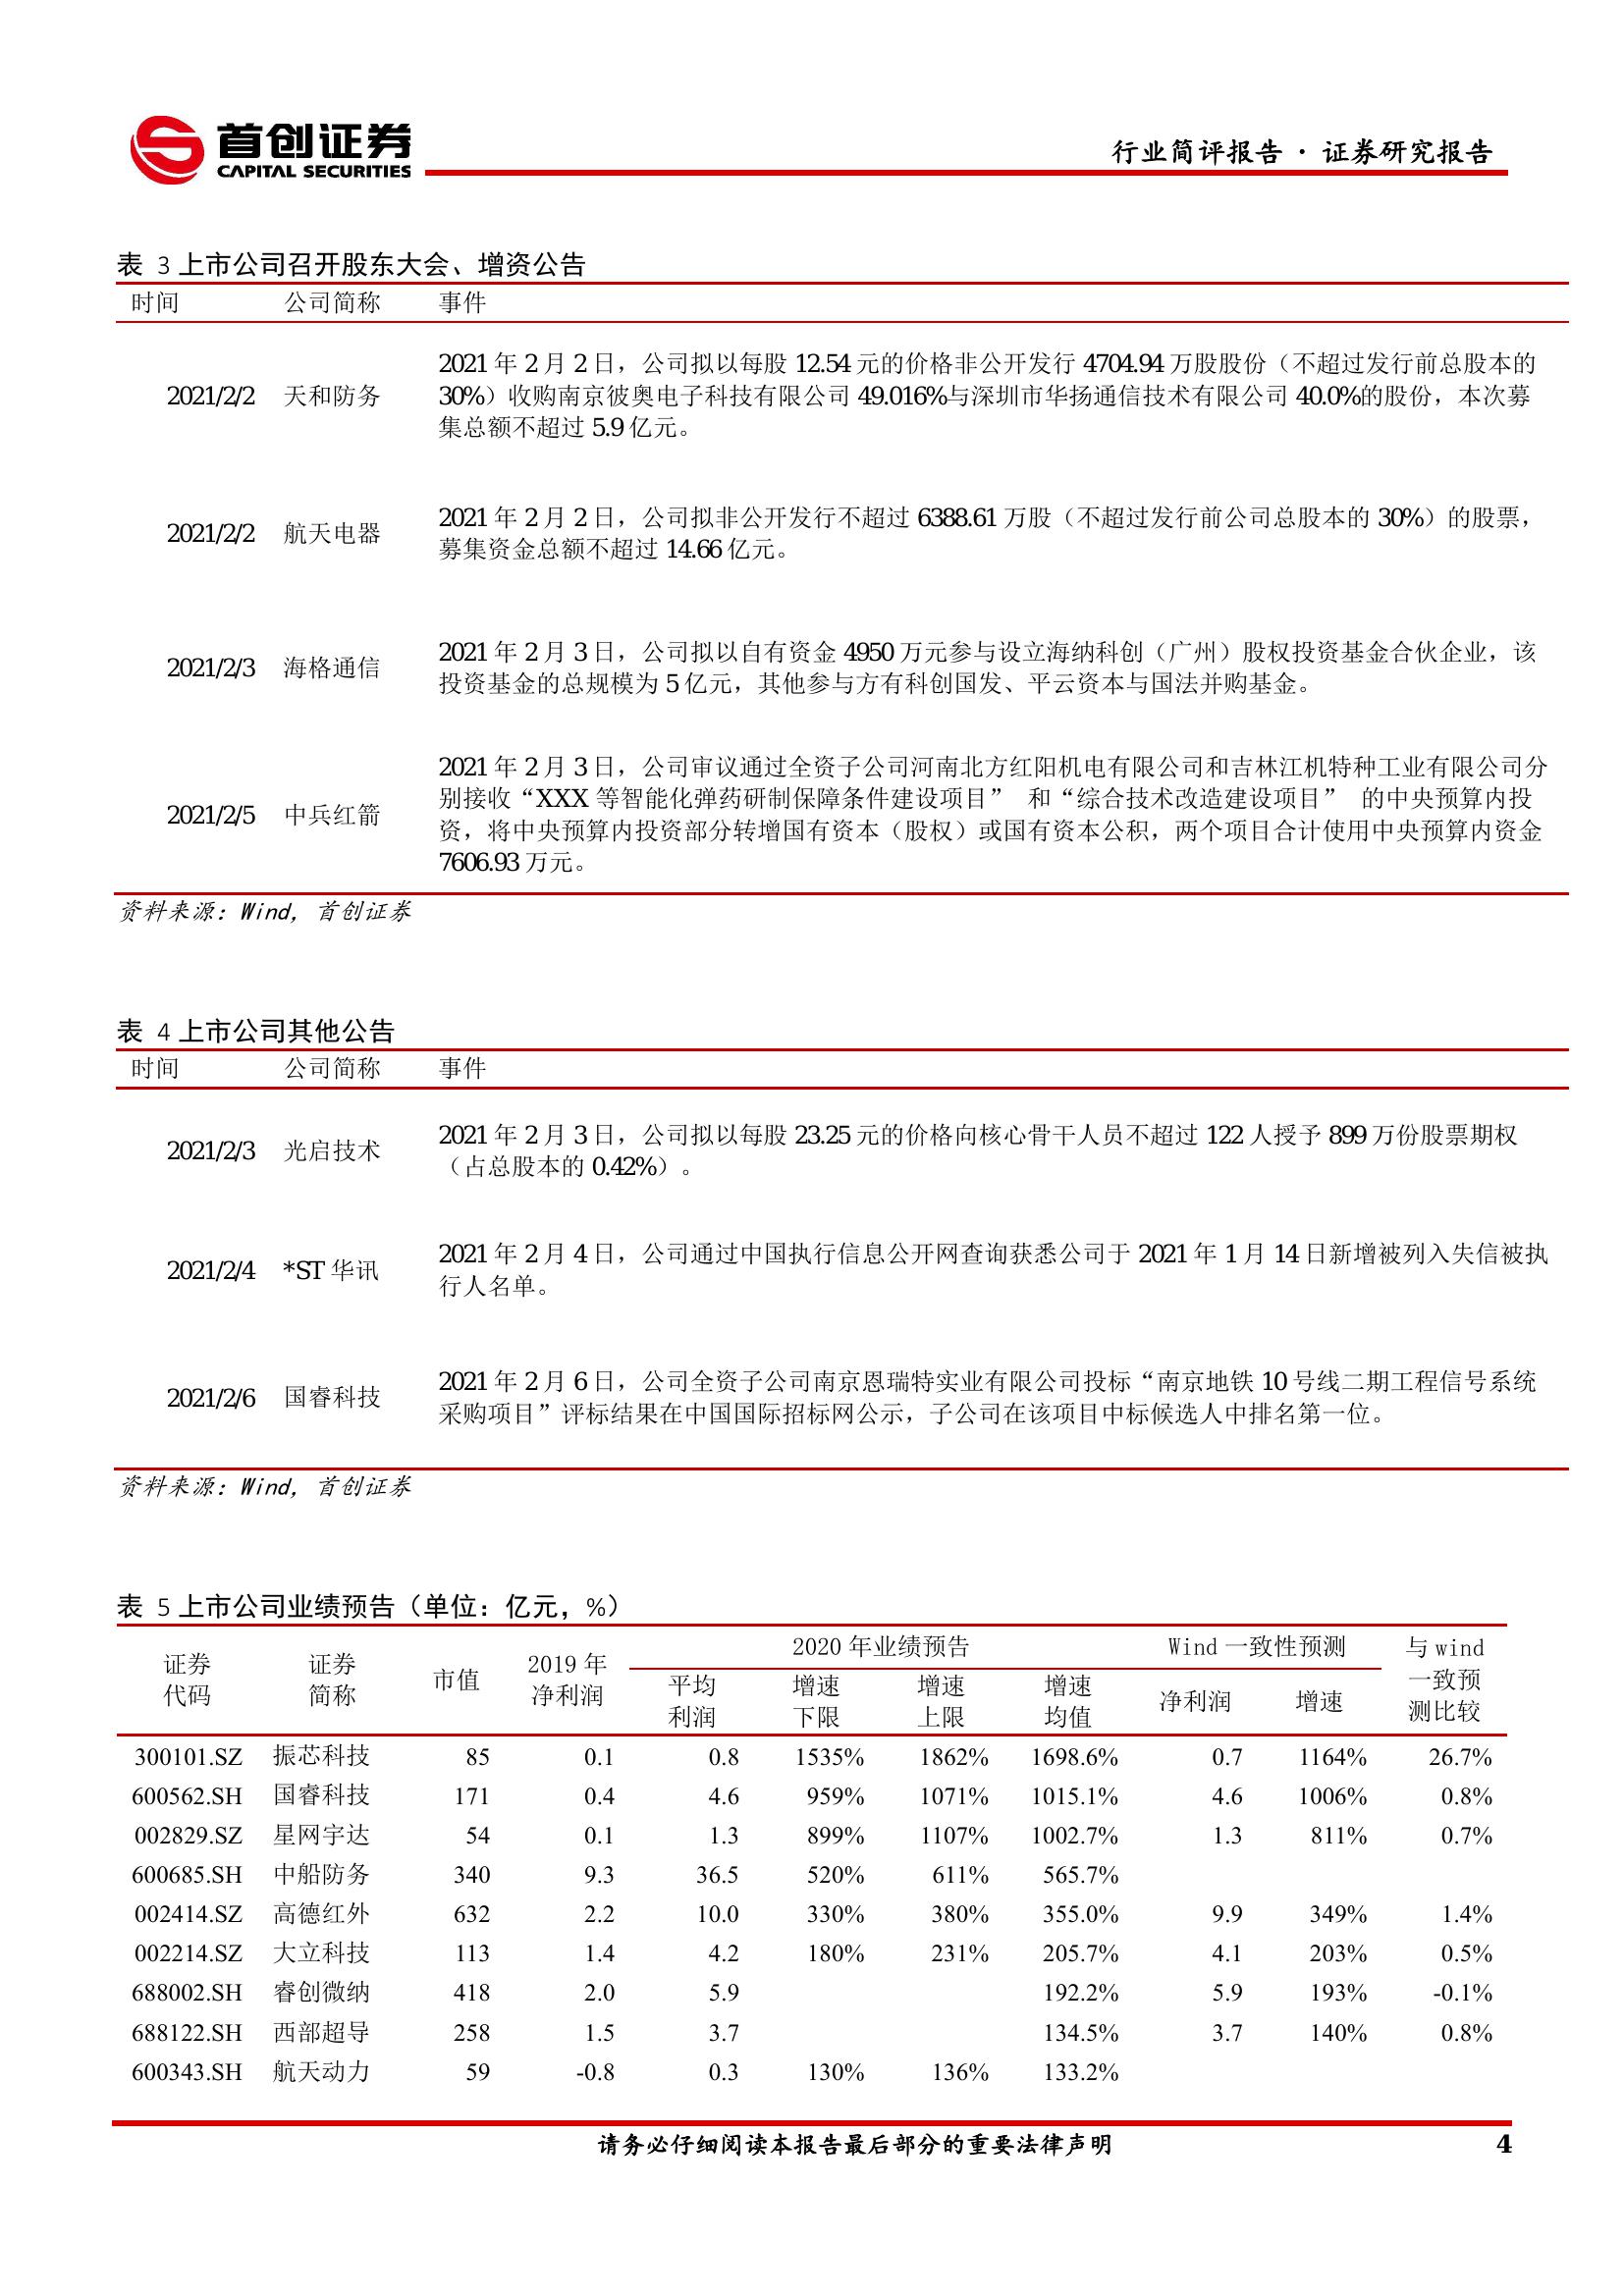 首创证券
CAPITAL SECURITIES
行业简评报告 · 证券研究报告
表 3 上市公司召开股东大会、增资公告
时间 公司简称 事件
2021/2/2 天和防务
2021 年 2 月 2 日，公司拟以每股 12.54 元的价格非公开发行 4704.94 万股股份（不超过发行前总股本的
30%）收购南京彼奥电子科技有限公司 49.016%与深圳市华扬通信技术有限公司 40.0%的股份，本次募
集总额不超过 5.9 亿元。
2021/2/2 航天电器
2021 年 2 月 2 日，公司拟非公开发行不超过 6388.61 万股（不超过发行前公司总股本的 30%）的股票，
募集资金总额不超过 14.66 亿元。
2021/2/3 海格通信
2021 年 2 月 3 日，公司拟以自有资金 4950 万元参与设立海纳科创（广州）股权投资基金合伙企业，该
投资基金的总规模为 5 亿元，其他参与方有科创国发、平云资本与国法并购基金。
2021/2/5 中兵红箭
2021 年 2 月 3 日，公司审议通过全资子公司河南北方红阳机电有限公司和吉林江机特种工业有限公司分
别接收“XXX 等智能化弹药研制保障条件建设项目” 和“综合技术改造建设项目” 的中央预算内投
资，将中央预算内投资部分转增国有资本（股权）或国有资本公积，两个项目合计使用中央预算内资金
7606.93 万元。
资料来源：Wind，首创证券
表 4 上市公司其他公告
时间 公司简称 事件
2021/2/3 光启技术
2021 年 2 月 3 日，公司拟以每股 23.25 元的价格向核心骨干人员不超过 122 人授予 899 万份股票期权
（占总股本的 0.42%）。
2021/2/4 *ST 华讯
2021 年 2 月 4 日，公司通过中国执行信息公开网查询获悉公司于 2021 年 1 月 14 日新增被列入失信被执
行人名单。
2021/2/6 国睿科技
2021 年 2 月 6 日，公司全资子公司南京恩瑞特实业有限公司投标“南京地铁 10 号线二期工程信号系统
采购项目”评标结果在中国国际招标网公示，子公司在该项目中标候选人中排名第一位。
资料来源：Wind，首创证券
表 5 上市公司业绩预告（单位：亿元，%）
证券代码 证券简称 市值 2019 年净利润 2020 年业绩预告 Wind 一致性预测 与 wind 一致预测比较
平均利润 增速下限 增速上限 增速均值 净利润 增速
300101.SZ 振芯科技 85 0.1 0.8 1535% 1862% 1698.6% 0.7 1164% 26.7%
600562.SH 国睿科技 171 0.4 4.6 959% 1071% 1015.1% 4.6 1006% 0.8%
002829.SZ 星网宇达 54 0.1 1.3 899% 1107% 1002.7% 1.3 811% 0.7%
600685.SH 中船防务 340 9.3 36.5 520% 611% 565.7%
002414.SZ 高德红外 632 2.2 10.0 330% 380% 355.0% 9.9 349% 1.4%
002214.SZ 大立科技 113 1.4 4.2 180% 231% 205.7% 4.1 203% 0.5%
688002.SH 睿创微纳 418 2.0 5.9 192.2% 5.9 193% -0.1%
688122.SH 西部超导 258 1.5 3.7 134.5% 3.7 140% 0.8%
600343.SH 航天动力 59 -0.8 0.3 130% 136% 133.2%
请务必仔细阅读本报告最后部分的重要法律声明 4